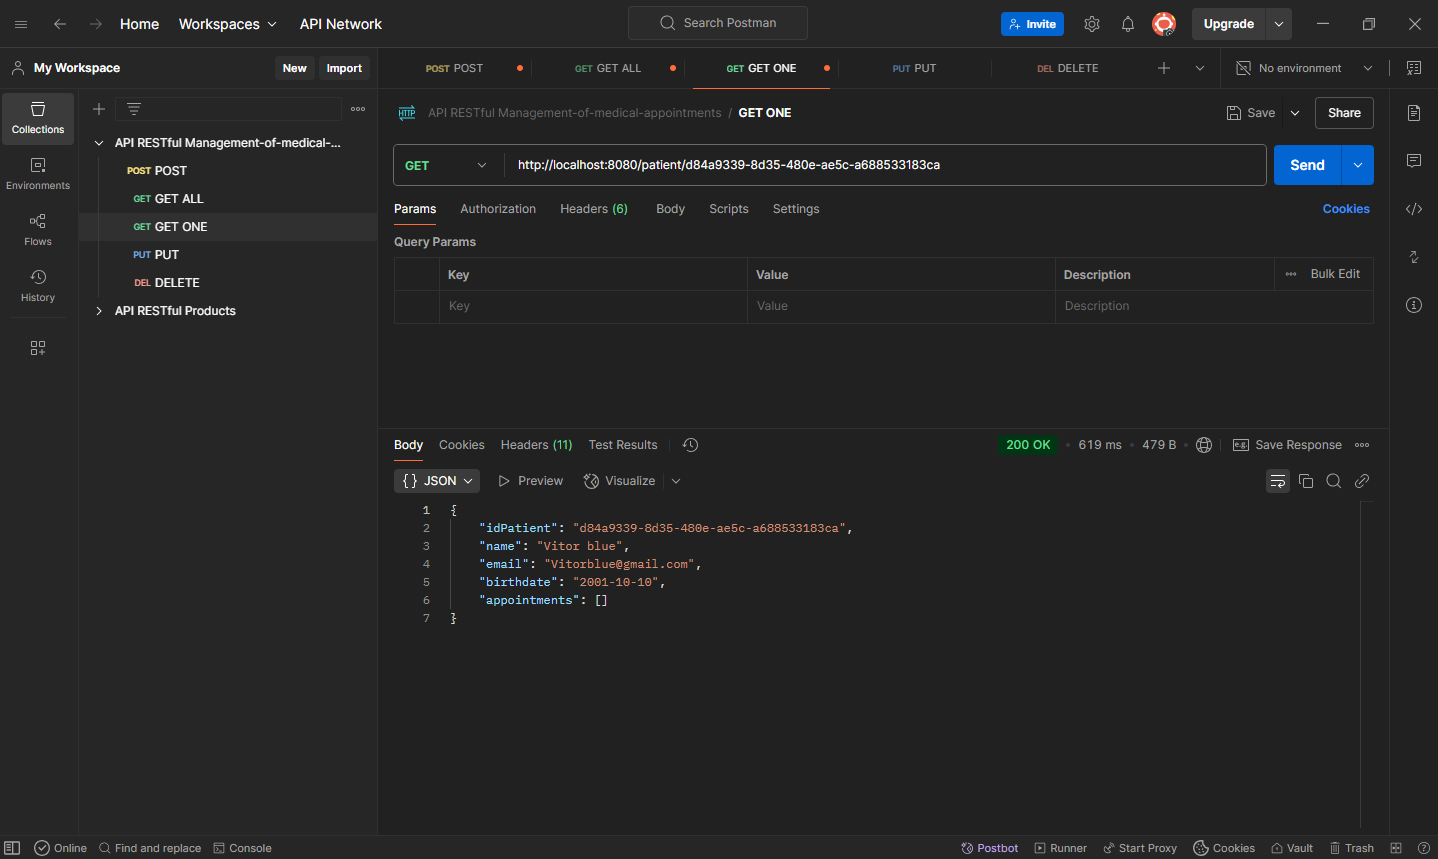 Home Workspaces API Network Search Postman Invite Upgrade
My Workspace New Import POST POST GET GET ALL GET GET ONE PUT PUT DEL DELETE No environment
Collections
Environments
Flows
History
API RESTful Management-of-medical-...
POST POST
GET GET ALL
GET GET ONE
PUT PUT
DEL DELETE
API RESTful Products
HTTP API RESTful Management-of-medical-appointments / GET ONE Save Share
GET http://localhost:8080/patient/d84a9339-8d35-480e-ae5c-a688533183ca Send
Params Authorization Headers (6) Body Scripts Settings Cookies
Query Params
Key Value Description Bulk Edit
Key Value Description
Body Cookies Headers (11) Test Results 200 OK • 619 ms • 479 B • e.g. Save Response
{} JSON Preview Visualize
1 {
2 "idPatient": "d84a9339-8d35-480e-ae5c-a688533183ca",
3 "name": "Vitor blue",
4 "email": "Vitorblue@gmail.com",
5 "birthdate": "2001-10-10",
6 "appointments": []
7 }
Online Find and replace Console Postbot Runner Start Proxy Cookies Vault Trash